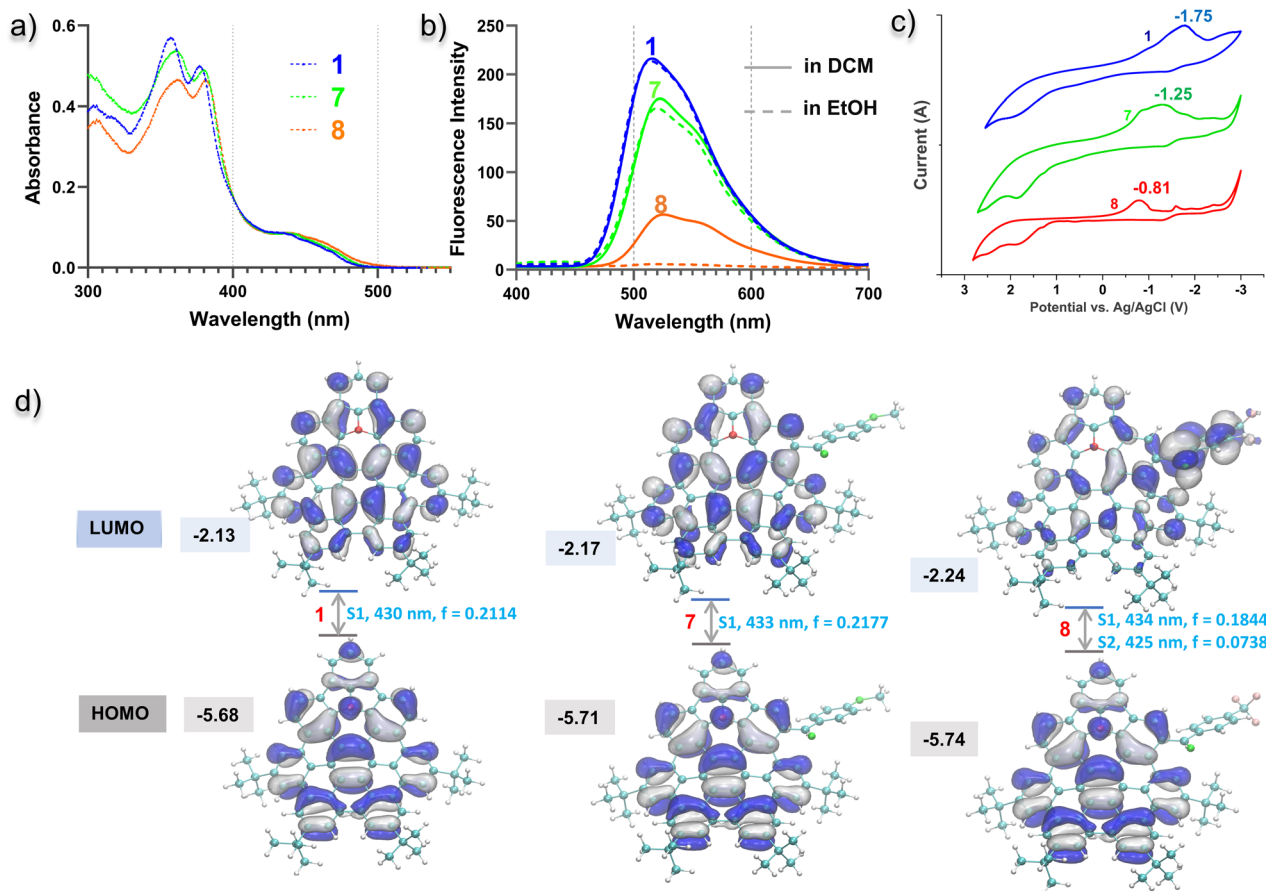 a)
0.6
0.4
0.2
0.0
Absorbance
300
400
500
Wavelength (nm)
1
7
8
b)
250
200
150
100
50
0
Fluorescence Intensity
400
500
600
700
Wavelength (nm)
1
7
8
in DCM
in EtOH
c)
Current (A)
1
-1.75
7
-1.25
8
-0.81
3
2
1
0
-1
-2
-3
Potential vs. Ag/AgCl (V)
d)
LUMO
-2.13
-2.17
-2.24
1
S1, 430 nm, f = 0.2114
7
S1, 433 nm, f = 0.2177
8
S1, 434 nm, f = 0.1844
S2, 425 nm, f = 0.0738
HOMO
-5.68
-5.71
-5.74